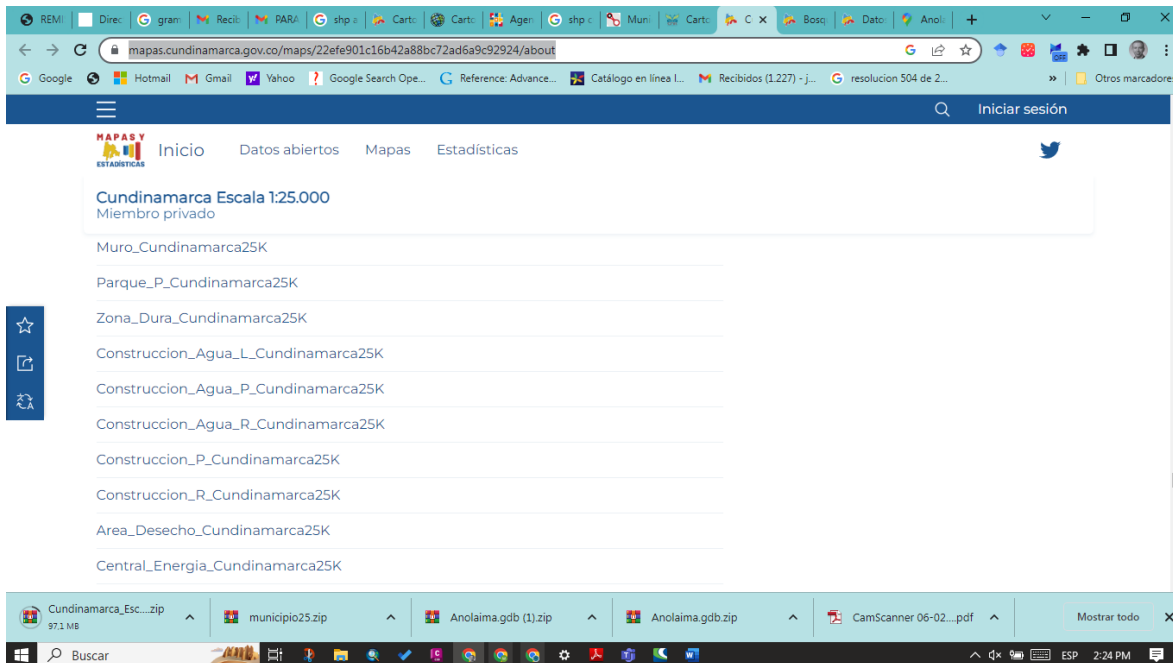 REMI
Direc
gram
Recib
PARA
shp a
Carto
Carto
Agen
shp c
Muni
Carto
C
Bosq
Dato
Anola
mapas.cundinamarca.gov.co/maps/22efe901c16b42a88bc72ad6a9c92924/about
Google
Hotmail
Gmail
Yahoo
Google Search Ope...
Reference: Advance...
Catálogo en línea I...
Recibidos (1.227) - j...
resolucion 504 de 2...
»
Otros marcadores
Iniciar sesión
MAPAS Y
ESTADÍSTICAS
Inicio
Datos abiertos
Mapas
Estadísticas
Cundinamarca Escala 1:25.000
Miembro privado
Muro_Cundinamarca25K
Parque_P_Cundinamarca25K
Zona_Dura_Cundinamarca25K
Construccion_Agua_L_Cundinamarca25K
Construccion_Agua_P_Cundinamarca25K
Construccion_Agua_R_Cundinamarca25K
Construccion_P_Cundinamarca25K
Construccion_R_Cundinamarca25K
Area_Desecho_Cundinamarca25K
Central_Energia_Cundinamarca25K
Cundinamarca_Esc....zip
97,1 MB
municipio25.zip
Anolaima.gdb (1).zip
Anolaima.gdb.zip
CamScanner 06-02....pdf
Mostrar todo
Buscar
ESP
2:24 PM